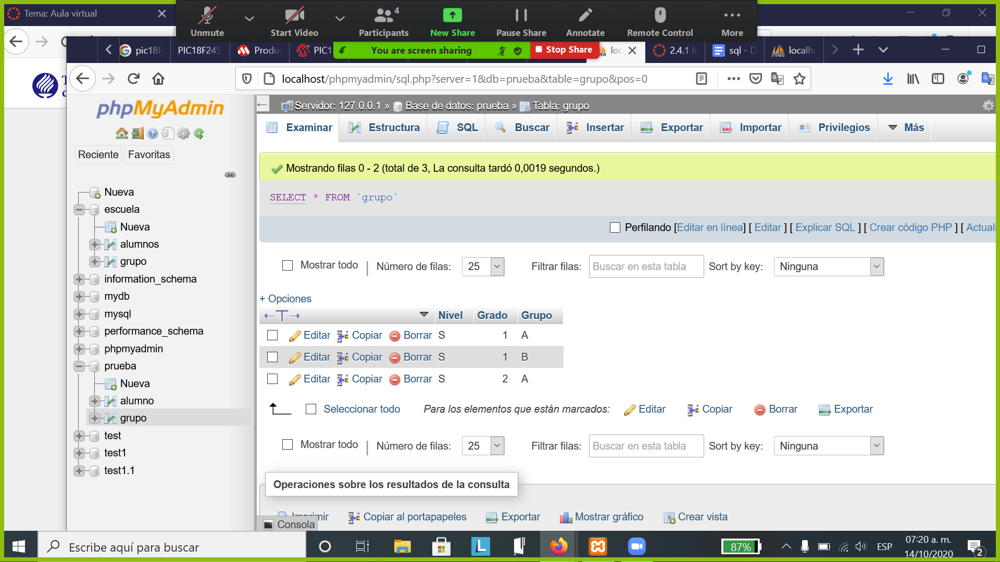 Tema: Aula virtual
Unmute
Start Video
4
Participants
New Share
Pause Share
Annotate
Remote Control
More
pic18f4
PIC18F245
Produ
PIC1
You are screen sharing
Stop Share
loc
2.4.1 I
sql - D
localh
localhost/phpmyadmin/sql.php?server=1&db=prueba&table=grupo&pos=0
phpMyAdmin
Reciente
Favoritas
Nueva
escuela
Nueva
alumnos
grupo
information_schema
mydb
mysql
performance_schema
phpmyadmin
prueba
Nueva
alumno
grupo
test
test1
test1.1
Servidor: 127.0.0.1 » Base de datos: prueba » Tabla: grupo
Examinar
Estructura
SQL
Buscar
Insertar
Exportar
Importar
Privilegios
Más
Mostrando filas 0 - 2 (total de 3, La consulta tardó 0,0019 segundos.)
SELECT * FROM `grupo`
Perfilando [Editar en línea] [ Editar ] [ Explicar SQL ] [ Crear código PHP ] [ Actuali
Mostrar todo | Número de filas: 25 Filtrar filas: Buscar en esta tabla Sort by key: Ninguna
+ Opciones
←T→ Nivel Grado Grupo
Editar Copiar Borrar S 1 A
Editar Copiar Borrar S 1 B
Editar Copiar Borrar S 2 A
Seleccionar todo Para los elementos que están marcados: Editar Copiar Borrar Exportar
Mostrar todo | Número de filas: 25 Filtrar filas: Buscar en esta tabla Sort by key: Ninguna
Operaciones sobre los resultados de la consulta
Imprimir Copiar al portapapeles Exportar Mostrar gráfico Crear vista
Consola
Escribe aquí para buscar
87%
ESP
07:20 a. m.
14/10/2020
2